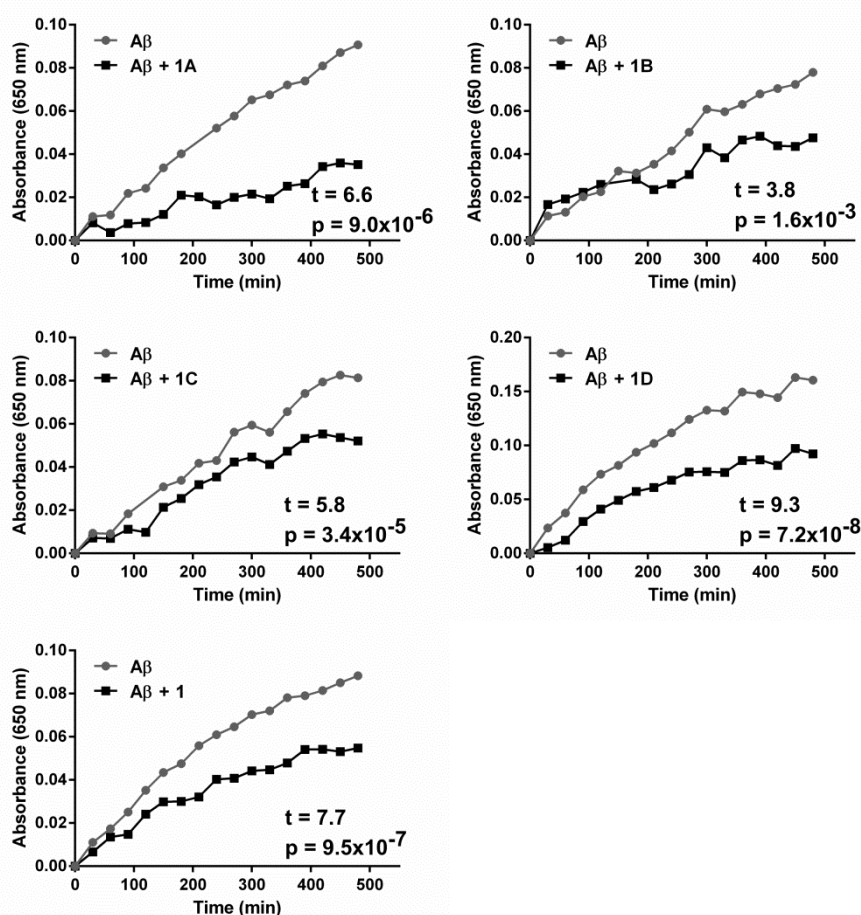 Aβ
Aβ + 1A
Absorbance (650 nm)
0.10
0.08
0.06
0.04
0.02
0.00
t = 6.6
p = 9.0x10-6
0 100 200 300 400 500
Time (min)
Aβ
Aβ + 1B
Absorbance (650 nm)
0.10
0.08
0.06
0.04
0.02
0.00
t = 3.8
p = 1.6x10-3
0 100 200 300 400 500
Time (min)
Aβ
Aβ + 1C
Absorbance (650 nm)
0.10
0.08
0.06
0.04
0.02
0.00
t = 5.8
p = 3.4x10-5
0 100 200 300 400 500
Time (min)
Aβ
Aβ + 1D
Absorbance (650 nm)
0.20
0.15
0.10
0.05
0.00
t = 9.3
p = 7.2x10-8
0 100 200 300 400 500
Time (min)
Aβ
Aβ + 1
Absorbance (650 nm)
0.10
0.08
0.06
0.04
0.02
0.00
t = 7.7
p = 9.5x10-7
0 100 200 300 400 500
Time (min)